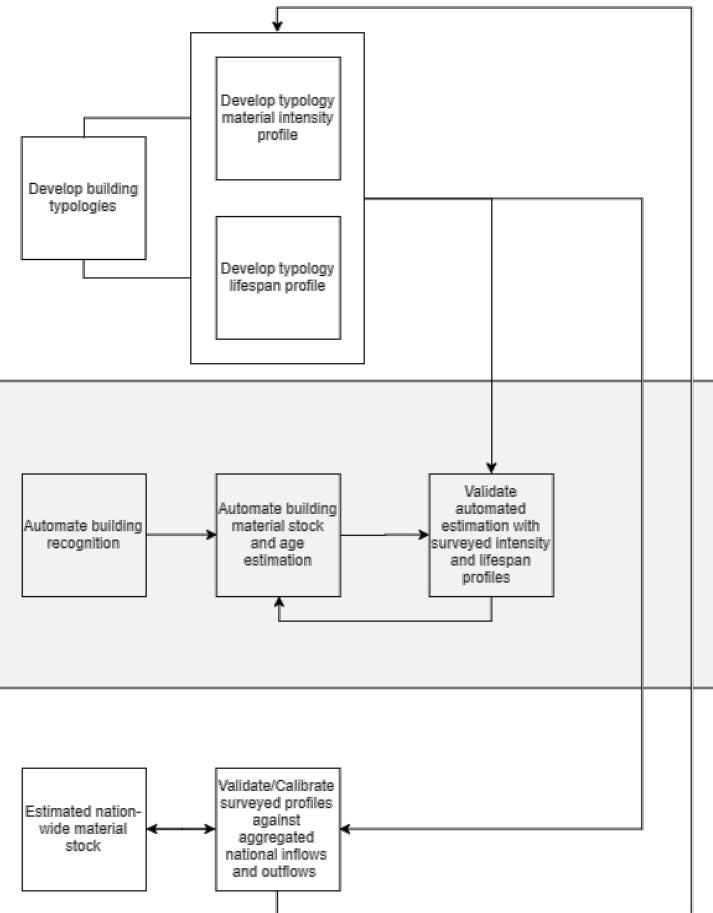 Develop typology
material intensity
profile
Develop building
typologies
Develop typology
lifespan profile
Automate building
recognition
Automate building
material stock
and age
estimation
Validate
automated
estimation with
surveyed intensity
and lifespan
profiles
Estimated nation-
wide material
stock
Validate/Calibrate
surveyed profiles
against
aggregated
national inflows
and outflows